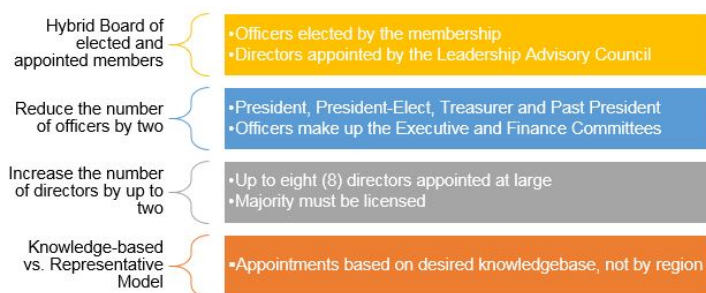 Hybrid Board of
elected and
appointed members
•Officers elected by the membership
•Directors appointed by the Leadership Advisory Council
Reduce the number
of officers by two
•President, President-Elect, Treasurer and Past President
•Officers make up the Executive and Finance Committees
Increase the number
of directors by up to
two
•Up to eight (8) directors appointed at large
•Majority must be licensed
Knowledge-based
vs. Representative
Model
▪Appointments based on desired knowledgebase, not by region